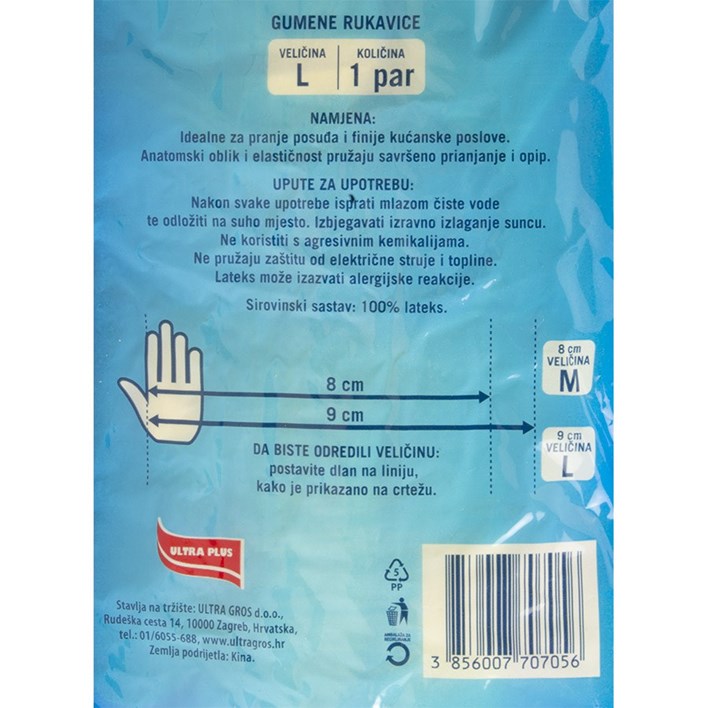 GUMENE RUKAVICE
VELIČINA
L
KOLIČINA
1 par
NAMJENA:
Idealne za pranje posuđa i finije kućanske poslove.
Anatomski oblik i elastičnost pružaju savršeno prianjanje i opip.
UPUTE ZA UPOTREBU:
Nakon svake upotrebe isprati mlazom čiste vode
te odložiti na suho mjesto. Izbjegavati izravno izlaganje suncu.
Ne koristiti s agresivnim kemikalijama.
Ne pružaju zaštitu od električne struje i topline.
Lateks može izazvati alergijske reakcije.
Sirovinski sastav: 100% lateks.
8 cm
9 cm
8 cm
VELIČINA
M
9 cm
VELIČINA
L
DA BISTE ODREDILI VELIČINU:
postavite dlan na liniju,
kako je prikazano na crtežu.
ULTRA PLUS
Stavlja na tržište: ULTRA GROS d.o.o.,
Rudeška cesta 14, 10000 Zagreb, Hrvatska,
tel.: 01/6055-688, www.ultragros.hr
Zemlja podrijetla: Kina.
5
PP
AMBALAŽA ZA
RECIKLIRANJE
3 856007 707056